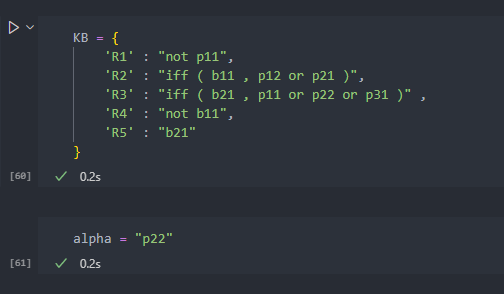 KB = {
'R1' : "not p11",
'R2' : "iff ( b11 , p12 or p21 )",
'R3' : "iff ( b21 , p11 or p22 or p31 )" ,
'R4' : "not b11",
'R5' : "b21"
}
[60] 0.2s
alpha = "p22"
[61] 0.2s